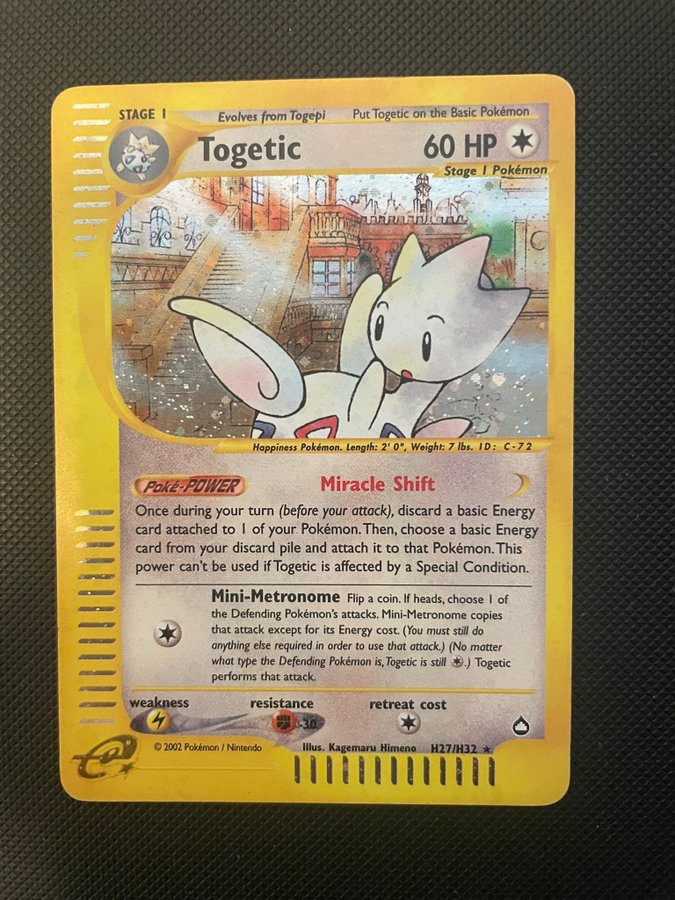 STAGE 1 Evolves from Togepi Put Togetic on the Basic Pokémon
Togetic 60 HP
Stage 1 Pokémon
Happiness Pokémon. Length: 2' 0", Weight: 7 lbs. ID: C-72
Poké-POWER Miracle Shift
Once during your turn (before your attack), discard a basic Energy
card attached to 1 of your Pokémon. Then, choose a basic Energy
card from your discard pile and attach it to that Pokémon. This
power can't be used if Togetic is affected by a Special Condition.
Mini-Metronome Flip a coin. If heads, choose 1 of
the Defending Pokémon's attacks. Mini-Metronome copies
that attack except for its Energy cost. (You must still do
anything else required in order to use that attack.) (No matter
what type the Defending Pokémon is, Togetic is still .) Togetic
performs that attack.
weakness resistance retreat cost
-30
© 2002 Pokémon / Nintendo Illus. Kagemaru Himeno H27/H32 ★
e